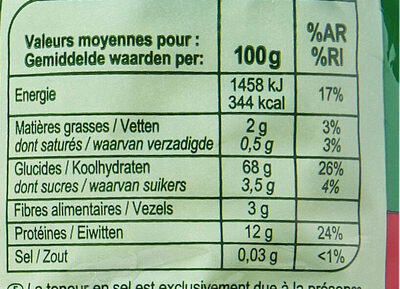 Valeurs moyennes pour : 100g %AR
Gemiddelde waarden per: %RI
Energie 1458 kJ 17%
344 kcal
Matières grasses / Vetten 2 g 3%
dont saturés / waarvan verzadigde 0,5 g 3%
Glucides / Koolhydraten 68 g 26%
dont sucres / waarvan suikers 3,5 g 4%
Fibres alimentaires / Vezels 3 g
Protéines / Eiwitten 12 g 24%
Sel / Zout 0,03 g <1%
La teneur en sel est exclusivement due à la